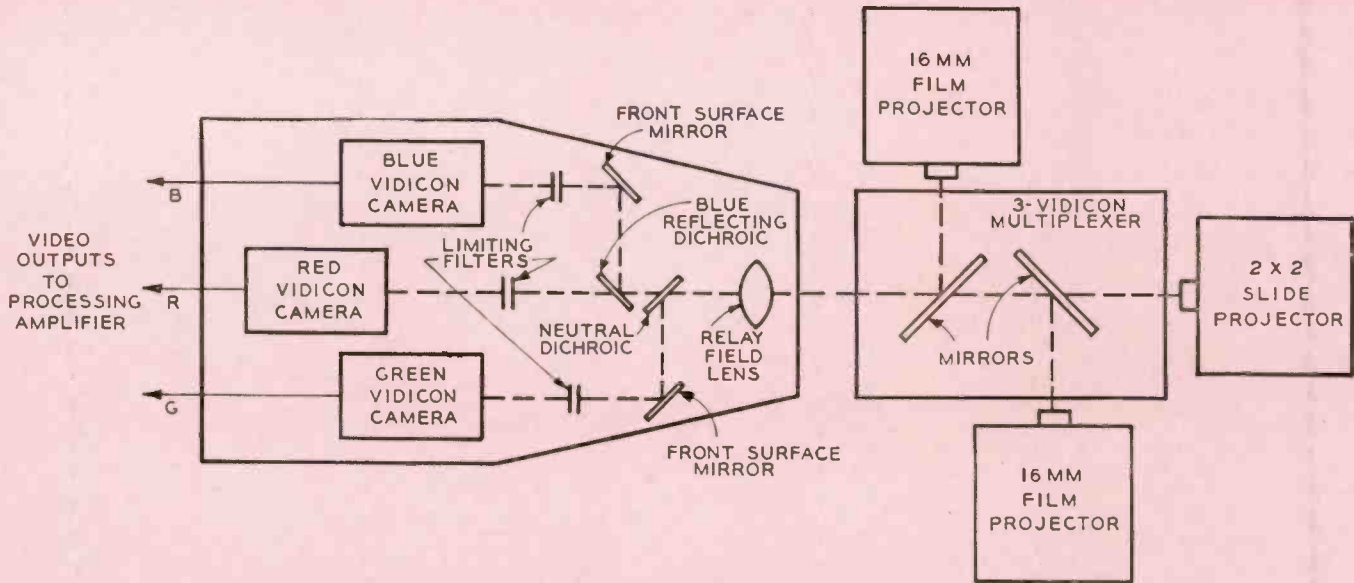 16 MM
FILM
PROJECTOR
FRONT SURFACE
MIRROR
BLUE
VIDICON
CAMERA
B
BLUE
REFLECTING
DICHROIC
3-VIDICON
MULTIPLEXER
VIDEO
OUTPUTS
TO
PROCESSING
AMPLIFIER
LIMITING
FILTERS
RED
VIDICON
CAMERA
R
2 X 2
SLIDE
PROJECTOR
NEUTRAL
DICHROIC
RELAY
FIELD
LENS
MIRRORS
GREEN
VIDICON
CAMERA
G
FRONT SURFACE
MIRROR
16 MM
FILM
PROJECTOR